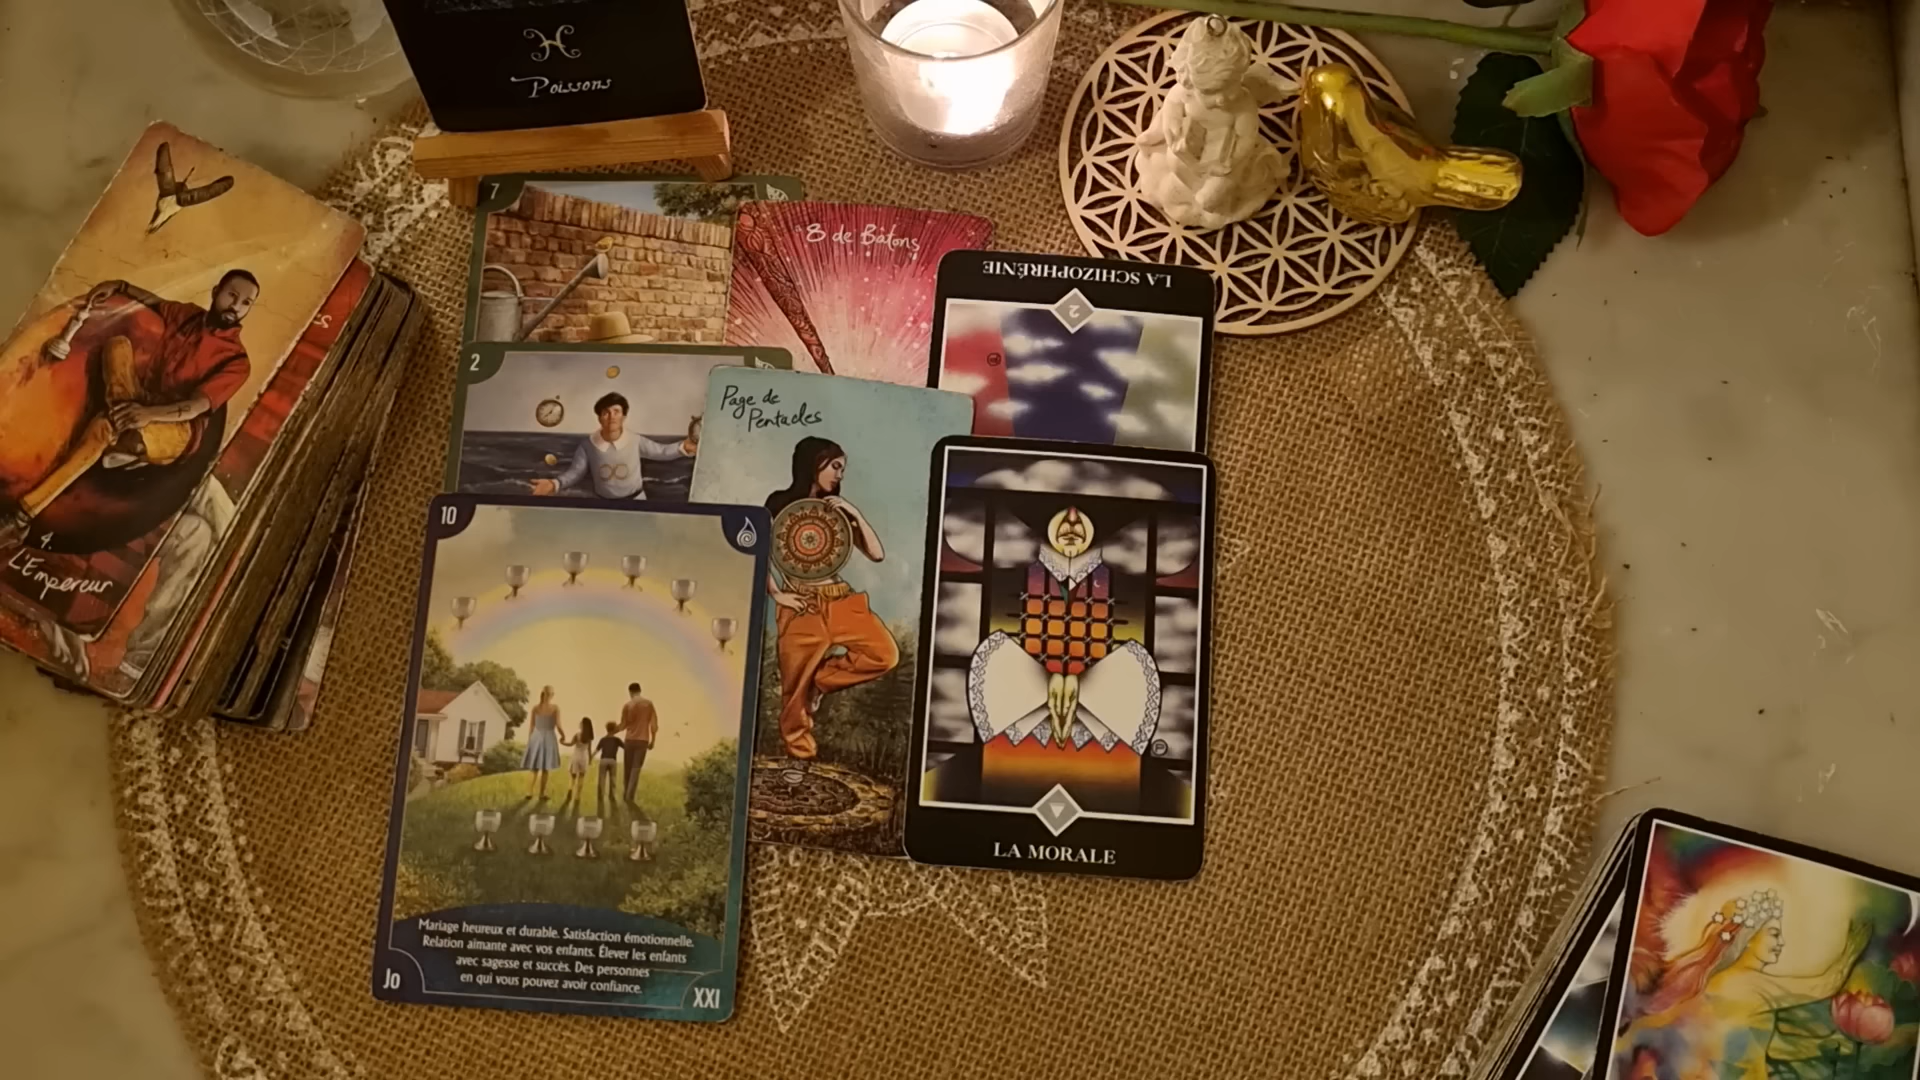 Poissons
7
8 de Bâtons
LA SCHIZOPHRÉNIE
2
2
Page de
Pentacles
10
4.
L'Empereur
Mariage heureux et durable. Satisfaction émotionnelle.
Relation aimante avec vos enfants. Élever les enfants
avec sagesse et succès. Des personnes
en qui vous pouvez avoir confiance.
Jo
XXI
LA MORALE